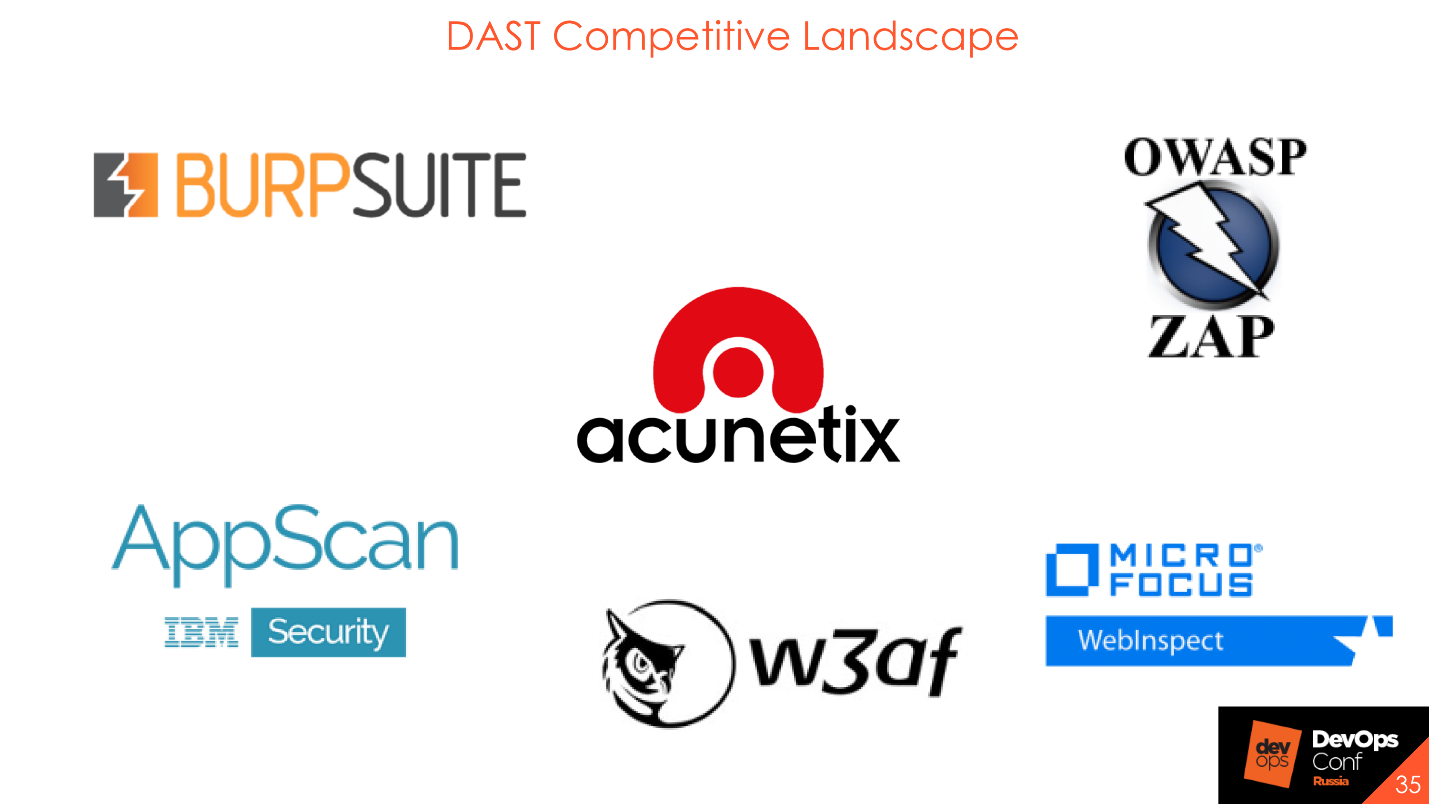 DAST Competitive Landscape
BURPSUITE
OWASP
ZAP
acunetix
AppScan
IBM Security
w3af
MICRO
FOCUS®
WebInspect
dev
ops
DevOps
Conf
Russia
35